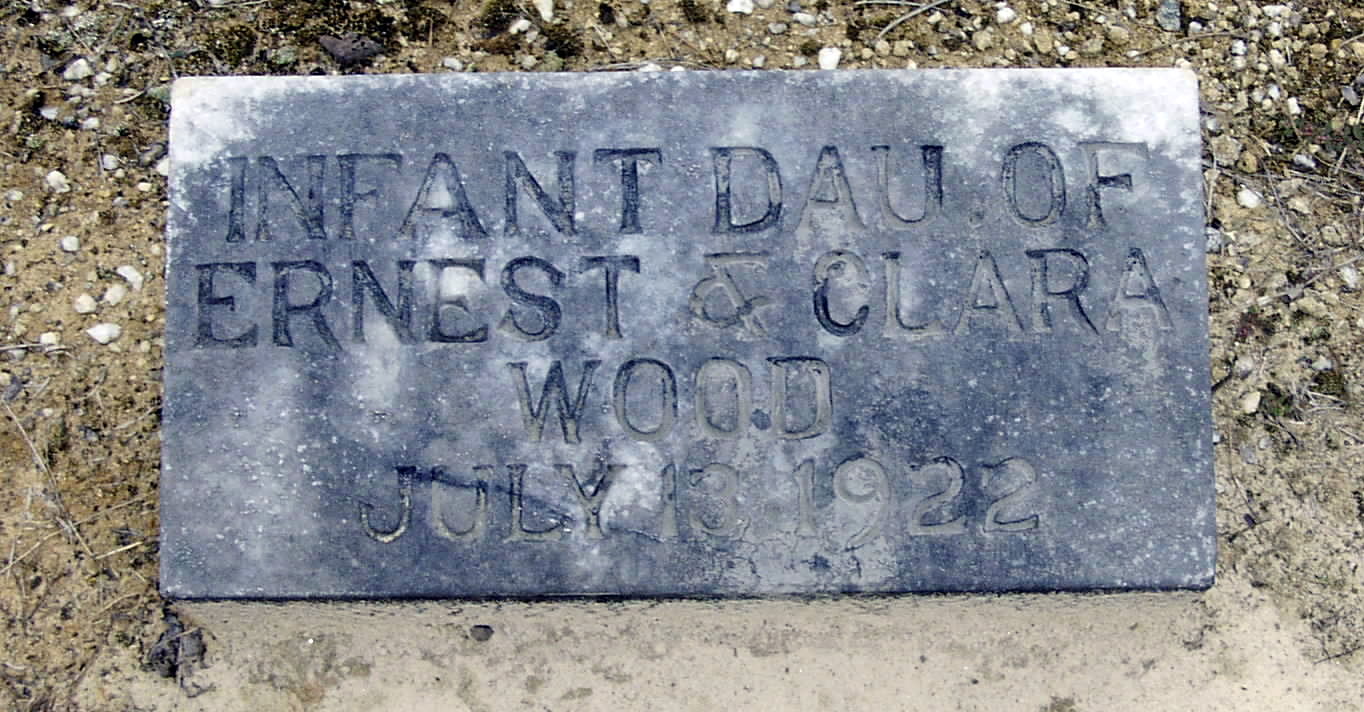 INFANT DAU. OF
ERNEST & CLARA
WOOD
JULY 13, 1922